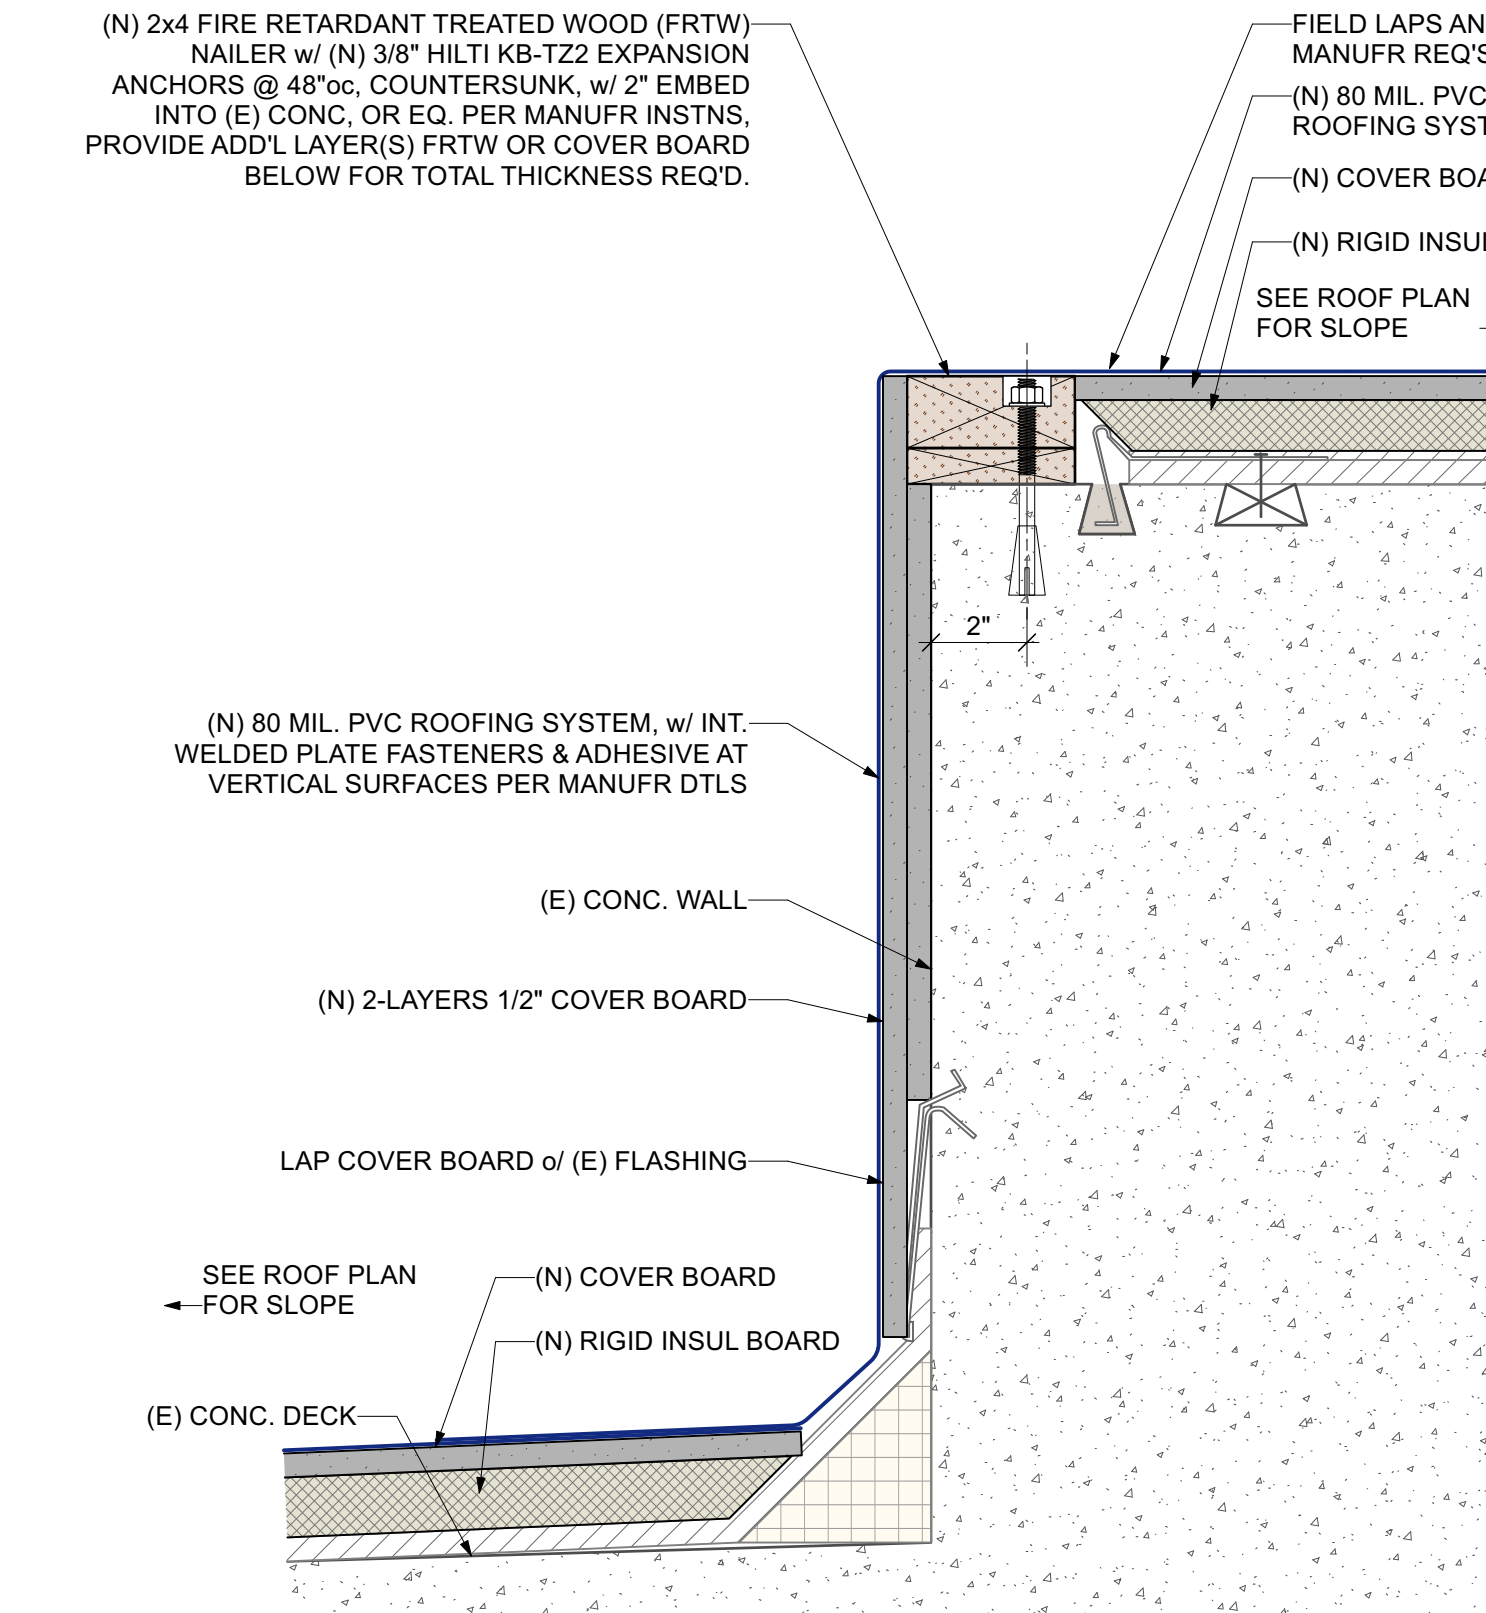 (N) 2x4 FIRE RETARDANT TREATED WOOD (FRTW)
NAILER w/ (N) 3/8" HILTI KB-TZ2 EXPANSION
ANCHORS @ 48"oc, COUNTERSUNK, w/ 2" EMBED
INTO (E) CONC, OR EQ. PER MANUFR INSTNS,
PROVIDE ADD'L LAYER(S) FRTW OR COVER BOARD
BELOW FOR TOTAL THICKNESS REQ'D.
FIELD LAPS
MANUFR REQ'S
(N) 80 MIL. PVC
ROOFING
(N) COVER
(N) RIGID
SEE ROOF PLAN
FOR SLOPE
2"
(N) 80 MIL. PVC ROOFING SYSTEM, w/ INT.
WELDED PLATE FASTENERS & ADHESIVE AT
VERTICAL SURFACES PER MANUFR DTLS
(E) CONC. WALL
(N) 2-LAYERS 1/2" COVER BOARD
LAP COVER BOARD o/ (E) FLASHING
SEE ROOF PLAN
FOR SLOPE
(N) COVER BOARD
(N) RIGID INSUL BOARD
(E) CONC. DECK